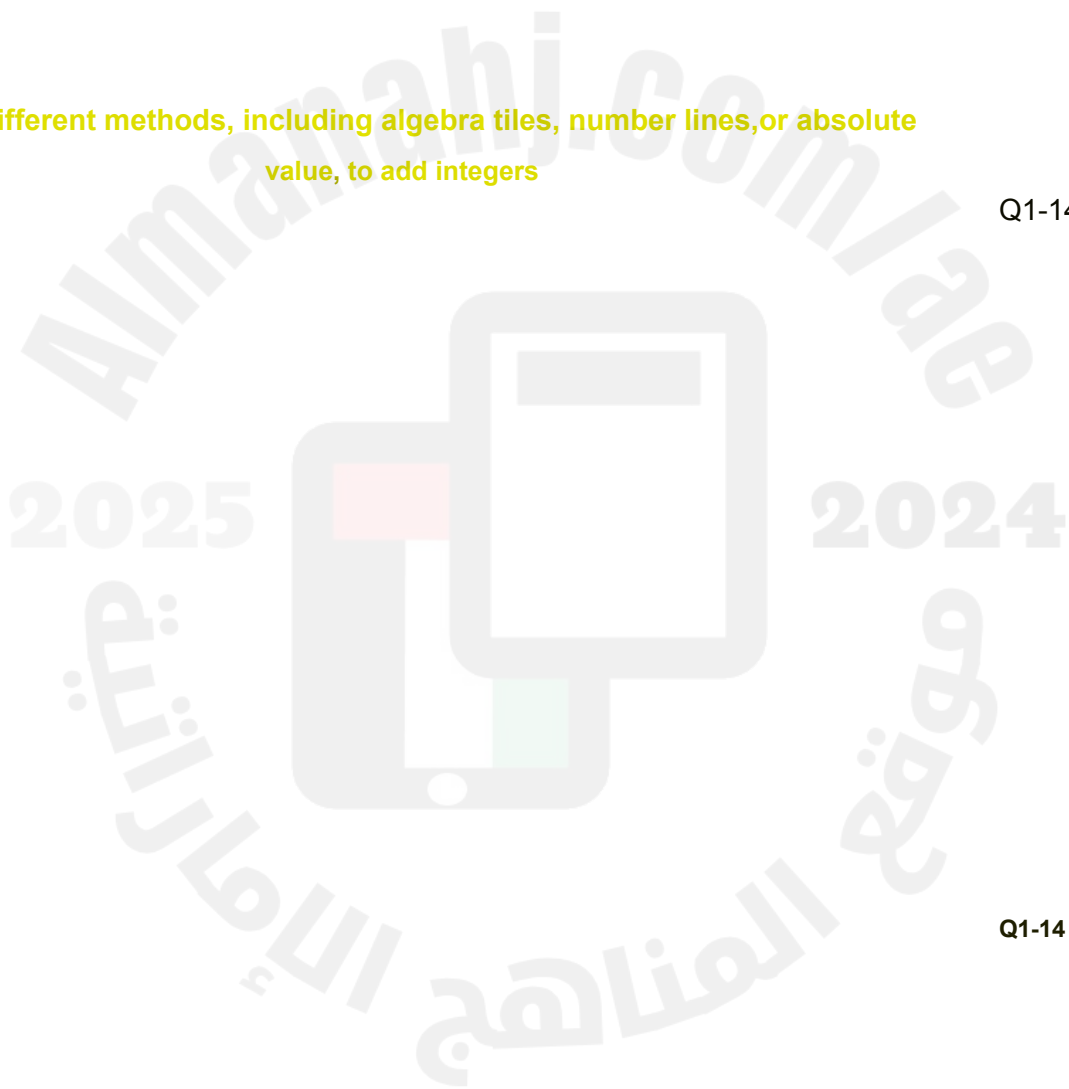 ifferent methods, including algebra tiles, number lines,or absolute
value, to add integers
Q1-14
Almanahj.com/ae
2025
2024
موقع المناهج الإماراتية
Q1-14